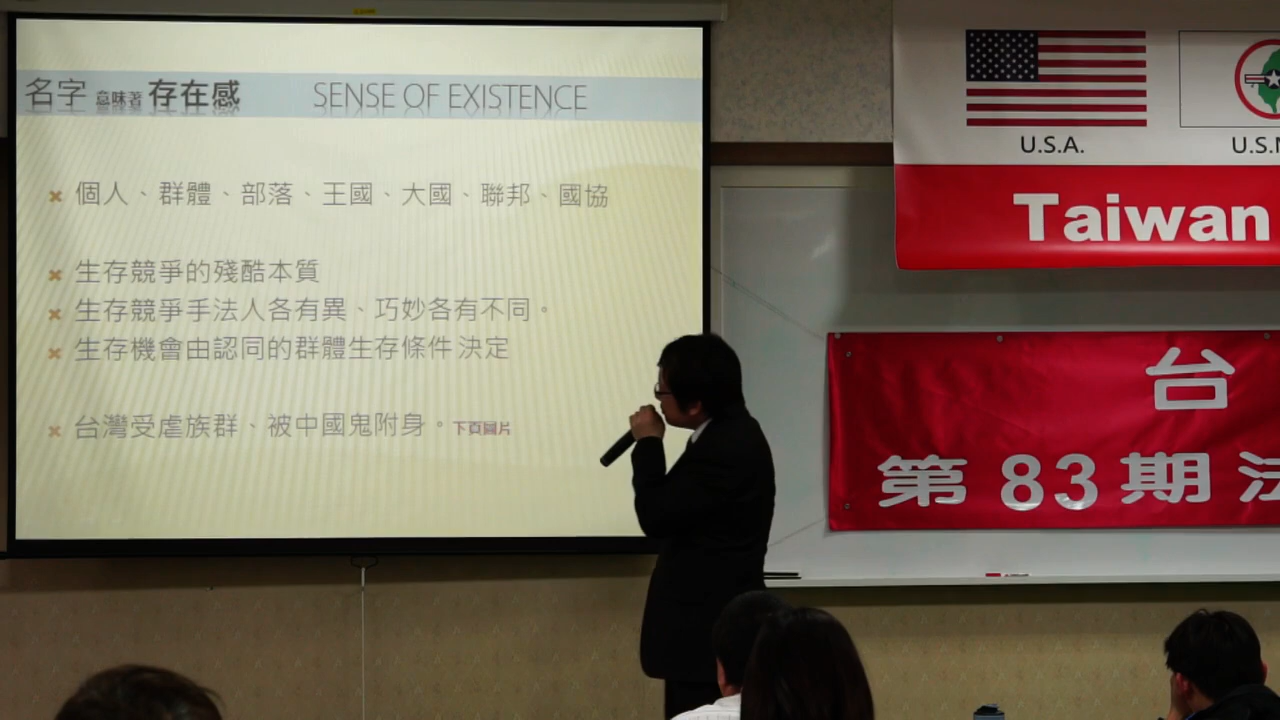 名字 意味著 存在感 SENSE OF EXISTENCE
個人、群體、部落、王國、大國、聯邦、國協
生存競爭的殘酷本質
生存競爭手法人各有異、巧妙各有不同。
生存機會由認同的群體生存條件決定
台灣受虐族群、被中國鬼附身。下頁圖片
U.S.A.
U.S.M
Taiwan
台
第 83 期 法